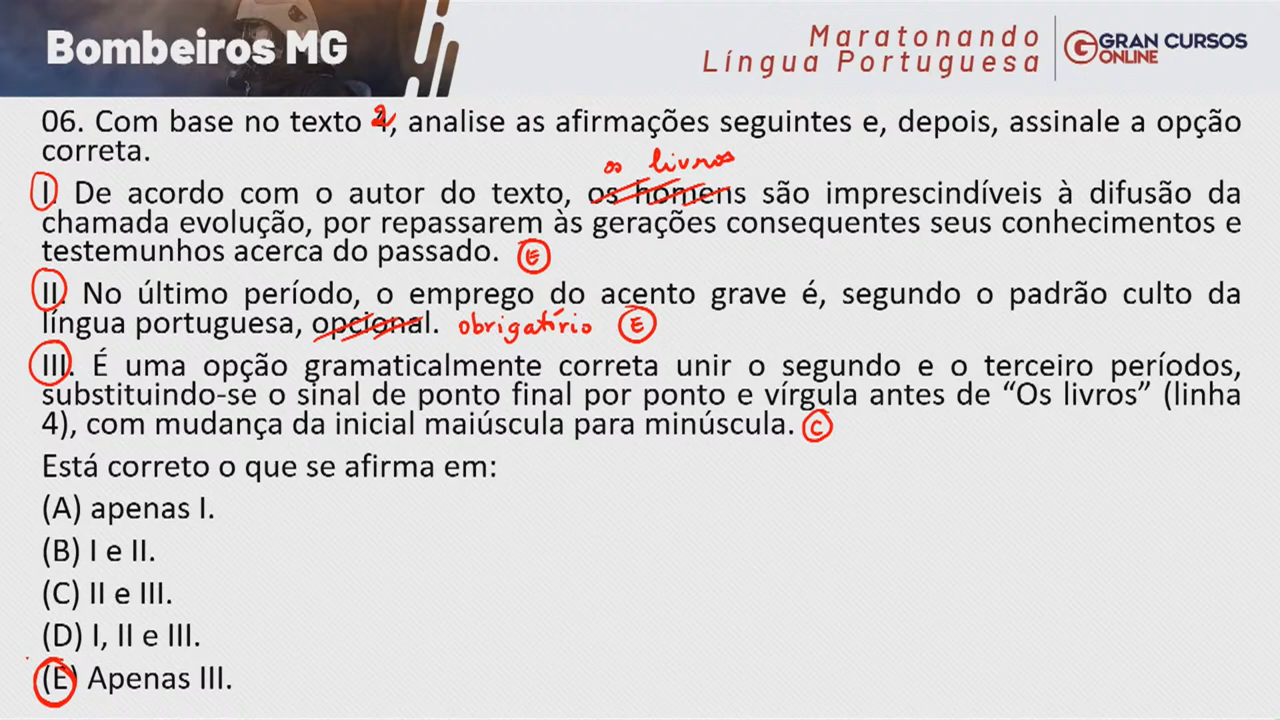 Bombeiros MG
Maratonando
Língua Portuguesa
GRAN CURSOS
ONLINE
06. Com base no texto 2, analise as afirmações seguintes e, depois, assinale a opção
correta.
os livros
I. De acordo com o autor do texto, os homens são imprescindíveis à difusão da
chamada evolução, por repassarem às gerações consequentes seus conhecimentos e
testemunhos acerca do passado. E
II. No último período, o emprego do acento grave é, segundo o padrão culto da
língua portuguesa, opcional. obrigatírio E
III. É uma opção gramaticalmente correta unir o segundo e o terceiro períodos,
substituindo-se o sinal de ponto final por ponto e vírgula antes de “Os livros” (linha
4), com mudança da inicial maiúscula para minúscula. C
Está correto o que se afirma em:
(A) apenas I.
(B) I e II.
(C) II e III.
(D) I, II e III.
(E) Apenas III.